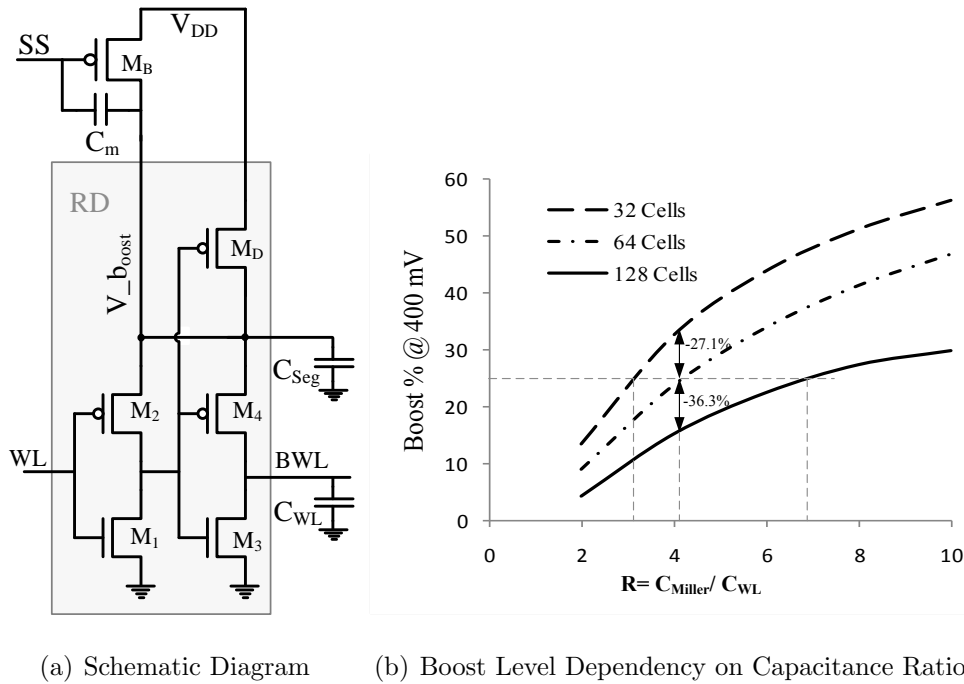 V_DD
SS
M_B
C_m
RD
V_boost
M_D
C_Seg
M_2
M_4
WL
BWL
C_WL
M_1
M_3
60
50
40
30
20
10
0
Boost % @ 400 mV
32 Cells
64 Cells
128 Cells
-27.1%
-36.3%
0 2 4 6 8 10
R= C_Miller/ C_WL
(a) Schematic Diagram
(b) Boost Level Dependency on Capacitance Ratio